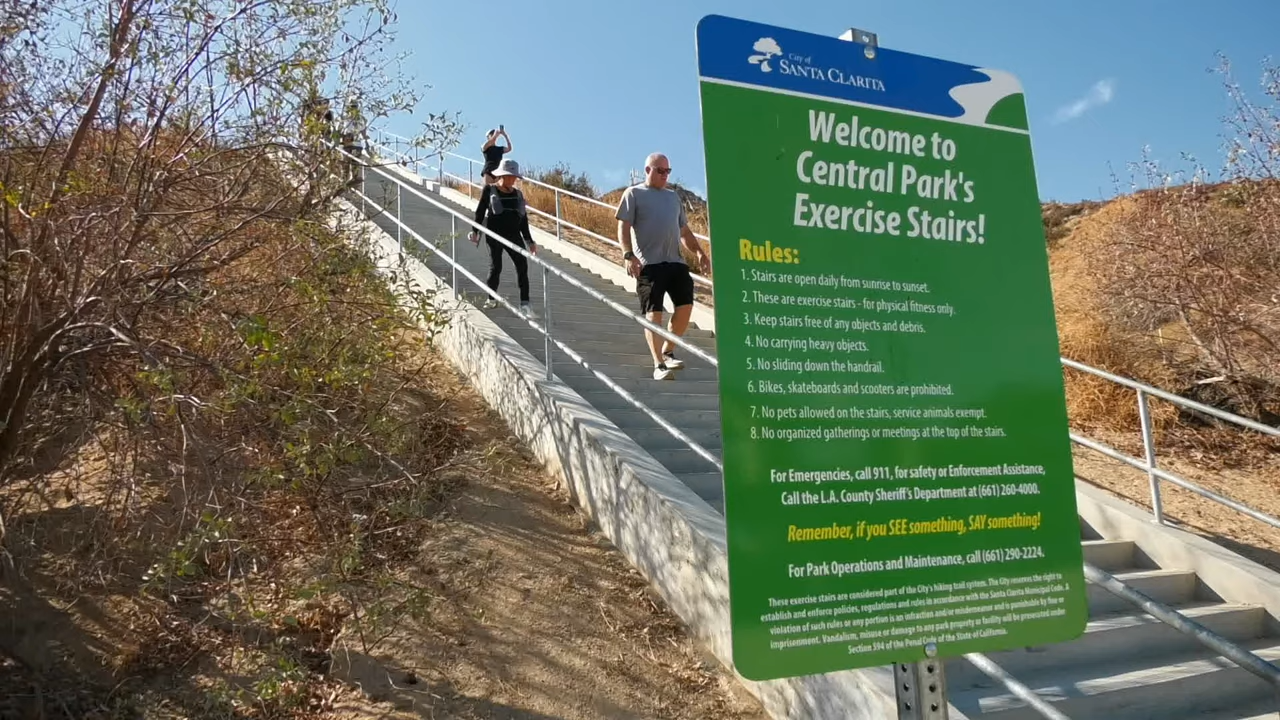 City of
SANTA CLARITA
Welcome to
Central Park's
Exercise Stairs!
Rules:
1. Stairs are open daily from sunrise to sunset.
2. These are exercise stairs - for physical fitness only.
3. Keep stairs free of any objects and debris.
4. No carrying heavy objects.
5. No sliding down the handrail.
6. Bikes, skateboards and scooters are prohibited.
7. No pets allowed on the stairs, service animals exempt.
8. No organized gatherings or meetings at the top of the stairs.
For Emergencies, call 911, for safety or Enforcement Assistance,
Call the L.A. County Sheriff's Department at (661) 260-4000.
Remember, if you SEE something, SAY something!
For Park Operations and Maintenance, call (661) 290-2224.
These exercise stairs are considered part of the City's hiking trail system. The City reserves the right to
establish and enforce policies, regulations and rules in accordance with the Santa Clarita Municipal Code. A
violation of such rules or any portion is an infraction and/or misdemeanor and is punishable by fine or
imprisonment. Vandalism, misuse or damage to any park property or facility will be prosecuted under
Section 594 of the Penal Code of the State of California.